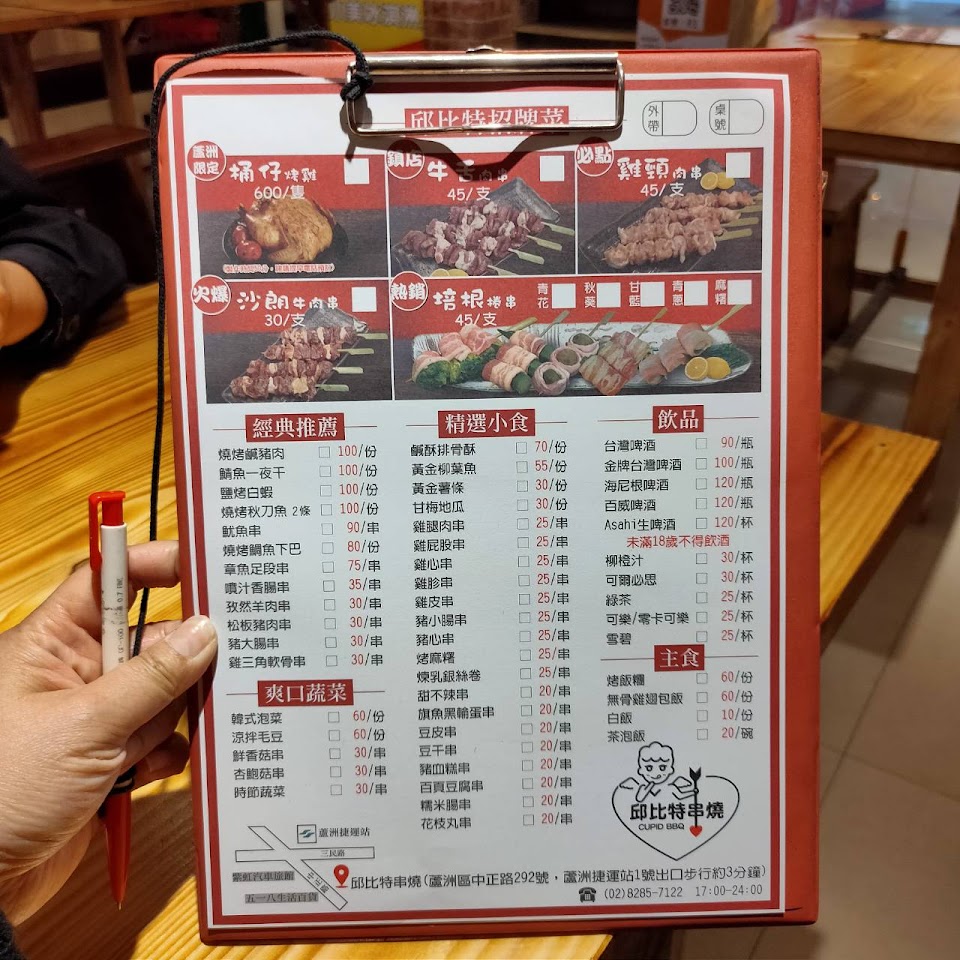 邱比特招牌菜
外帶
桌號
蘆洲限定
桶仔烤雞
600/隻
鎮店
牛舌肉串
45/支
必點
雞頸肉串
45/支
火爆
沙朗牛肉串
30/支
熱銷
培根捲串
45/支
青花
秋葵
甘藍
青蔥
麻糬
經典推薦
燒烤鹹豬肉 100/份
鯖魚一夜干 100/份
鹽烤白蝦 100/份
燒烤秋刀魚 2條 100/份
魷魚串 90/串
燒烤鯛魚下巴 80/份
章魚足段串 75/串
噴汁香腸串 35/串
孜然羊肉串 30/串
松板豬肉串 30/串
豬大腸串 30/串
雞三角軟骨串 30/串
爽口蔬菜
韓式泡菜 60/份
涼拌毛豆 60/份
鮮香菇串 30/串
杏鮑菇串 30/串
時節蔬菜 30/串
精選小食
鹹酥排骨酥 70/份
黃金柳葉魚 55/份
黃金薯條 30/份
甘梅地瓜 30/份
雞腿肉串 25/串
雞屁股串 25/串
雞心串 25/串
雞胗串 25/串
雞皮串 25/串
豬小腸串 25/串
豬心串 25/串
烤麻糬 25/串
煉乳銀絲卷 25/串
甜不辣串 20/串
旗魚黑輪蛋串 20/串
豆皮串 20/串
豆干串 20/串
豬血糕串 20/串
百頁豆腐串 20/串
糯米腸串 20/串
花枝丸串 20/串
飲品
台灣啤酒 90/瓶
金牌台灣啤酒 100/瓶
海尼根啤酒 120/瓶
百威啤酒 120/瓶
Asahi生啤酒 120/杯
未滿18歲不得飲酒
柳橙汁 30/杯
可爾必思 30/杯
綠茶 25/杯
可樂/零卡可樂 25/杯
雪碧 25/杯
主食
烤飯糰 60/份
無骨雞翅包飯 60/份
白飯 10/份
茶泡飯 20/碗
邱比特串燒
CUPID BBQ
蘆洲捷運站
三民路
紫虹汽車旅館
中正路
五一八生活百貨
邱比特串燒(蘆洲區中正路292號，蘆洲捷運站1號出口步行約3分鐘)
(02)8285-7122 17:00-24:00